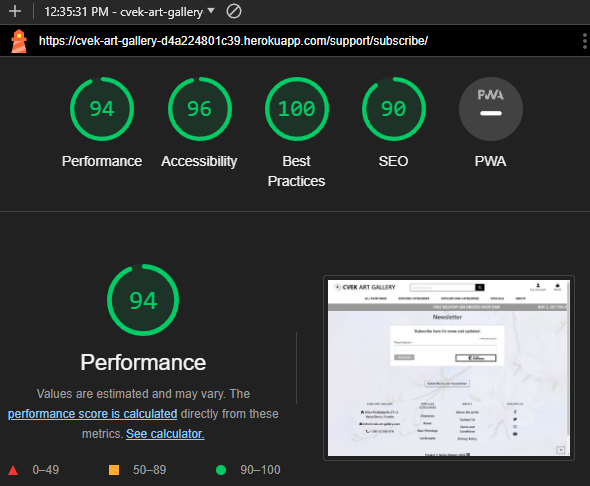 12:35:31 PM - cvek-art-gallery
https://cvek-art-gallery-d4a224801c39.herokuapp.com/support/subscribe/
94 96 100 90 PWA
Performance Accessibility Best Practices SEO PWA
94
Performance
Values are estimated and may vary. The
performance score is calculated directly from these
metrics. See calculator.
0–49 50–89 90–100
CVEK ART GALLERY
Newsletter
Subscribe here for news and updates!